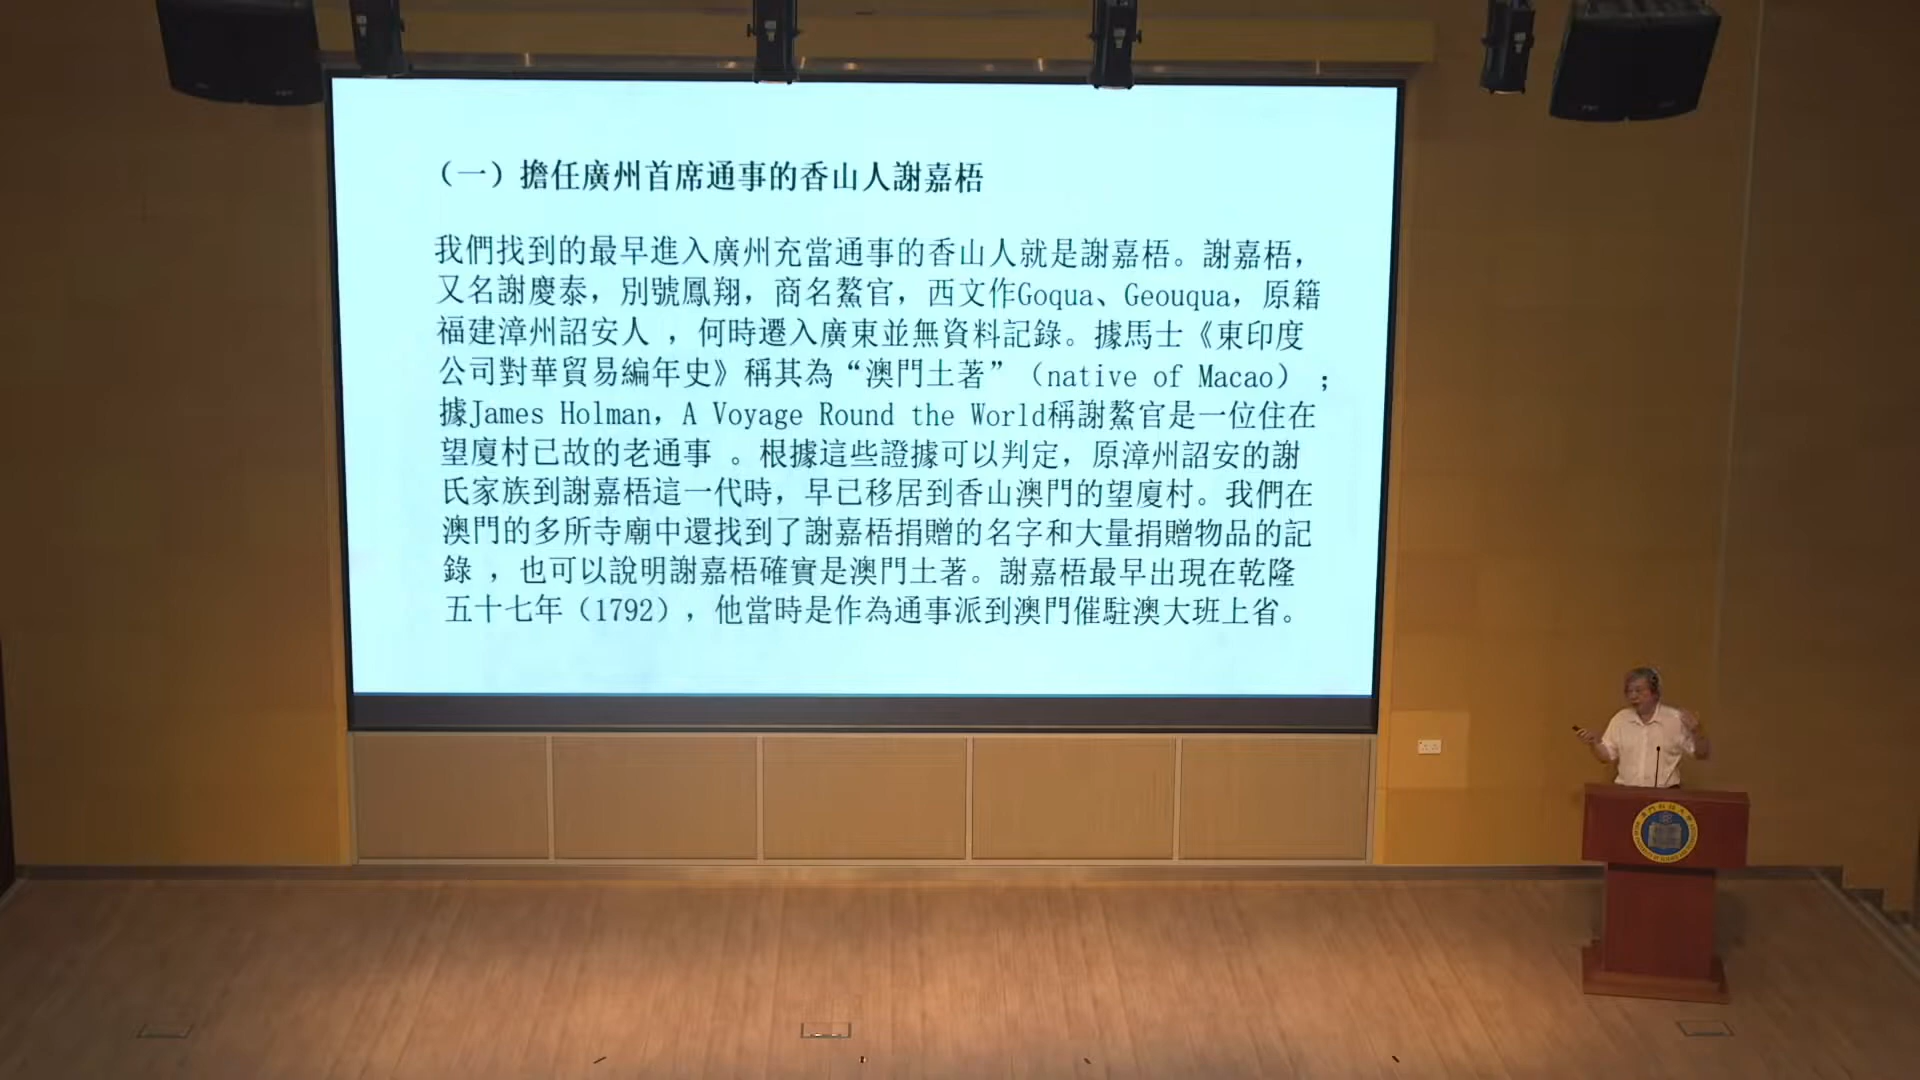 （一）擔任廣州首席通事的香山人謝嘉梧
我們找到的最早進入廣州充當通事的香山人就是謝嘉梧。謝嘉梧，
又名謝慶泰，別號鳳翔，商名鰲官，西文作Goqua、Geouqua，原籍
福建漳州詔安人 ，何時遷入廣東並無資料記錄。據馬士《東印度
公司對華貿易編年史》稱其為“澳門土著”（native of Macao）；
據James Holman，A Voyage Round the World稱謝鰲官是一位住在
望廈村已故的老通事 。根據這些證據可以判定，原漳州詔安的謝
氏家族到謝嘉梧這一代時，早已移居到香山澳門的望廈村。我們在
澳門的多所寺廟中還找到了謝嘉梧捐贈的名字和大量捐贈物品的記
錄 ，也可以說明謝嘉梧確實是澳門土著。謝嘉梧最早出現在乾隆
五十七年（1792），他當時是作為通事派到澳門催駐澳大班上省。